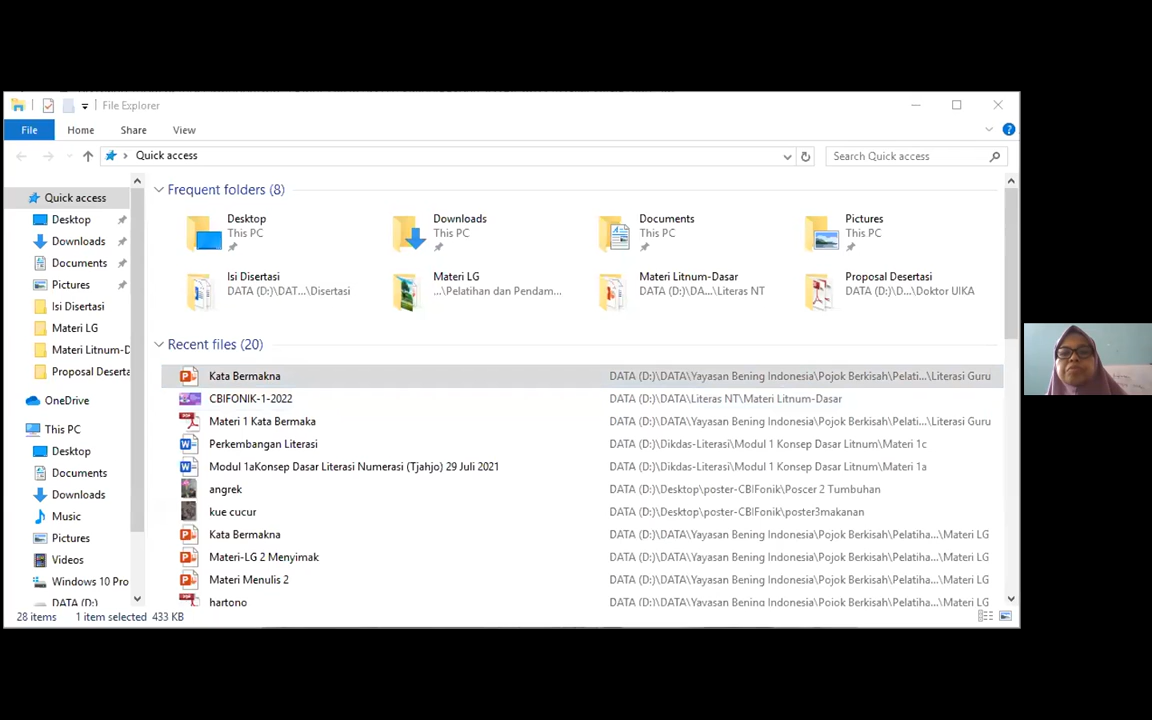 File Explorer
File Home Share View
Quick access Search Quick access
Quick access
Desktop
Downloads
Documents
Pictures
Isi Disertasi
Materi LG
Materi Litnum-D
Proposal Deserta
OneDrive
This PC
Desktop
Documents
Downloads
Music
Pictures
Videos
Windows 10 Pro
DATA (D:)
Frequent folders (8)
Desktop
This PC
Downloads
This PC
Documents
This PC
Pictures
This PC
Isi Disertasi
DATA (D:)\DAT...\Disertasi
Materi LG
...\Pelatihan dan Pendam...
Materi Litnum-Dasar
DATA (D:)\DA...\Literas NT
Proposal Desertasi
DATA (D:)\D...\Doktor UIKA
Recent files (20)
Kata Bermakna DATA (D:)\DATA\Yayasan Bening Indonesia\Pojok Berkisah\Pelati...\Literasi Guru
CBIFONIK-1-2022 DATA (D:)\DATA\Literas NT\Materi Litnum-Dasar
Materi 1 Kata Bermaka DATA (D:)\DATA\Yayasan Bening Indonesia\Pojok Berkisah\Pelati...\Literasi Guru
Perkembangan Literasi DATA (D:)\Dikdas-Literasi\Modul 1 Konsep Dasar Litnum\Materi 1c
Modul 1aKonsep Dasar Literasi Numerasi (Tjahjo) 29 Juli 2021 DATA (D:)\Dikdas-Literasi\Modul 1 Konsep Dasar Litnum\Materi 1a
angrek DATA (D:)\Desktop\poster-CBIFonik\Poscer 2 Tumbuhan
kue cucur DATA (D:)\Desktop\poster-CBIFonik\poster3makanan
Kata Bermakna DATA (D:)\DATA\Yayasan Bening Indonesia\Pojok Berkisah\Pelatiha...\Materi LG
Materi-LG 2 Menyimak DATA (D:)\DATA\Yayasan Bening Indonesia\Pojok Berkisah\Pelatiha...\Materi LG
Materi Menulis 2 DATA (D:)\DATA\Yayasan Bening Indonesia\Pojok Berkisah\Pelatiha...\Materi LG
hartono DATA (D:)\DATA\Yayasan Bening Indonesia\Pojok Berkisah\Pelatiha...\Materi LG
28 items 1 item selected 433 KB